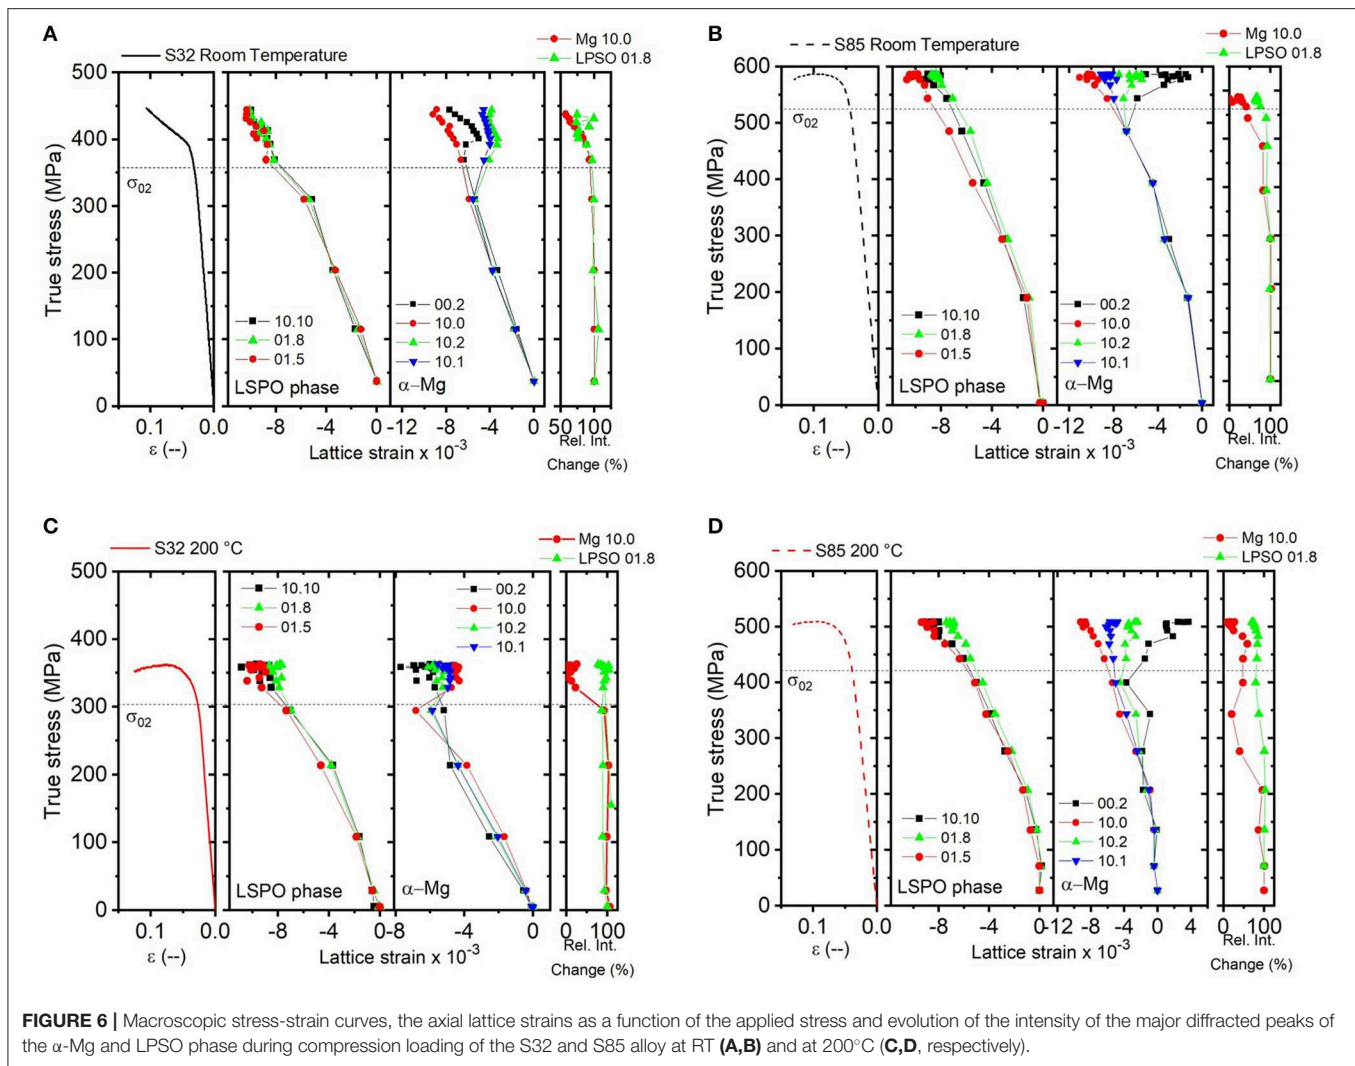 A
S32 Room Temperature
Mg 10.0
LPSO 01.8
500
400
300
200
100
0
True stress (MPa)
σ02
10.10
01.8
01.5
LSPO phase
00.2
10.0
10.2
10.1
α-Mg
0.1 0.0
-8 -4 0
-12 -8 -4 0
50 100
ε (--)
Lattice strain x 10-3
Rel. Int.
Change (%)
B
S85 Room Temperature
Mg 10.0
LPSO 01.8
600
500
400
300
200
100
0
True stress (MPa)
σ02
10.10
01.8
01.5
LSPO phase
00.2
10.0
10.2
10.1
α-Mg
0.1 0.0
-8 -4 0
-12 -8 -4 0
0 100
ε (--)
Lattice strain x 10-3
Rel. Int.
Change (%)
C
S32 200 °C
Mg 10.0
LPSO 01.8
500
400
300
200
100
0
True stress (MPa)
σ02
10.10
01.8
01.5
LSPO phase
00.2
10.0
10.2
10.1
α-Mg
0.1 0.0
-8 -4 0
-8 -4 0
0 100
ε (--)
Lattice strain x 10-3
Rel. Int.
Change (%)
D
S85 200 °C
Mg 10.0
LPSO 01.8
600
500
400
300
200
100
0
True stress (MPa)
σ02
10.10
01.8
01.5
LSPO phase
00.2
10.0
10.2
10.1
α-Mg
0.1 0.0
-12 -8 -4 0
-12 -8 -4 0 4
0 100
ε (--)
Lattice strain x 10-3
Rel. Int.
Change (%)
FIGURE 6 | Macroscopic stress-strain curves, the axial lattice strains as a function of the applied stress and evolution of the intensity of the major diffracted peaks of
the α-Mg and LPSO phase during compression loading of the S32 and S85 alloy at RT (A,B) and at 200°C (C,D, respectively).